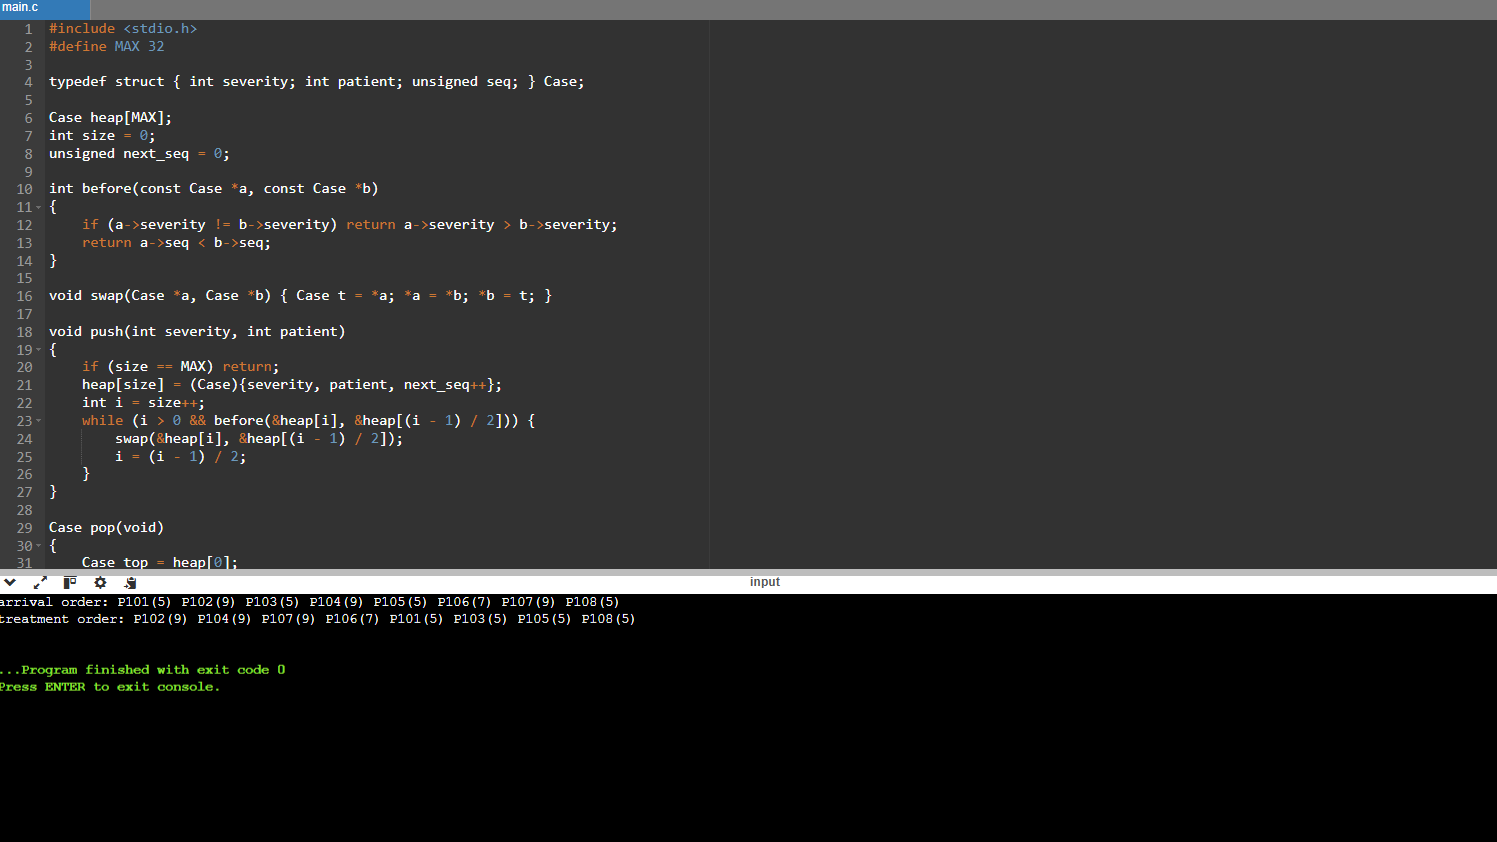 main.c
1 #include <stdio.h>
2 #define MAX 32
3
4 typedef struct { int severity; int patient; unsigned seq; } Case;
5
6 Case heap[MAX];
7 int size = 0;
8 unsigned next_seq = 0;
9
10 int before(const Case *a, const Case *b)
11 {
12     if (a->severity != b->severity) return a->severity > b->severity;
13     return a->seq < b->seq;
14 }
15
16 void swap(Case *a, Case *b) { Case t = *a; *a = *b; *b = t; }
17
18 void push(int severity, int patient)
19 {
20     if (size == MAX) return;
21     heap[size] = (Case){severity, patient, next_seq++};
22     int i = size++;
23     while (i > 0 && before(&heap[i], &heap[(i - 1) / 2])) {
24         swap(&heap[i], &heap[(i - 1) / 2]);
25         i = (i - 1) / 2;
26     }
27 }
28
29 Case pop(void)
30 {
31     Case top = heap[0];
input
arrival order: P101(5) P102(9) P103(5) P104(9) P105(5) P106(7) P107(9) P108(5)
treatment order: P102(9) P104(9) P107(9) P106(7) P101(5) P103(5) P105(5) P108(5)
...Program finished with exit code 0
Press ENTER to exit console.